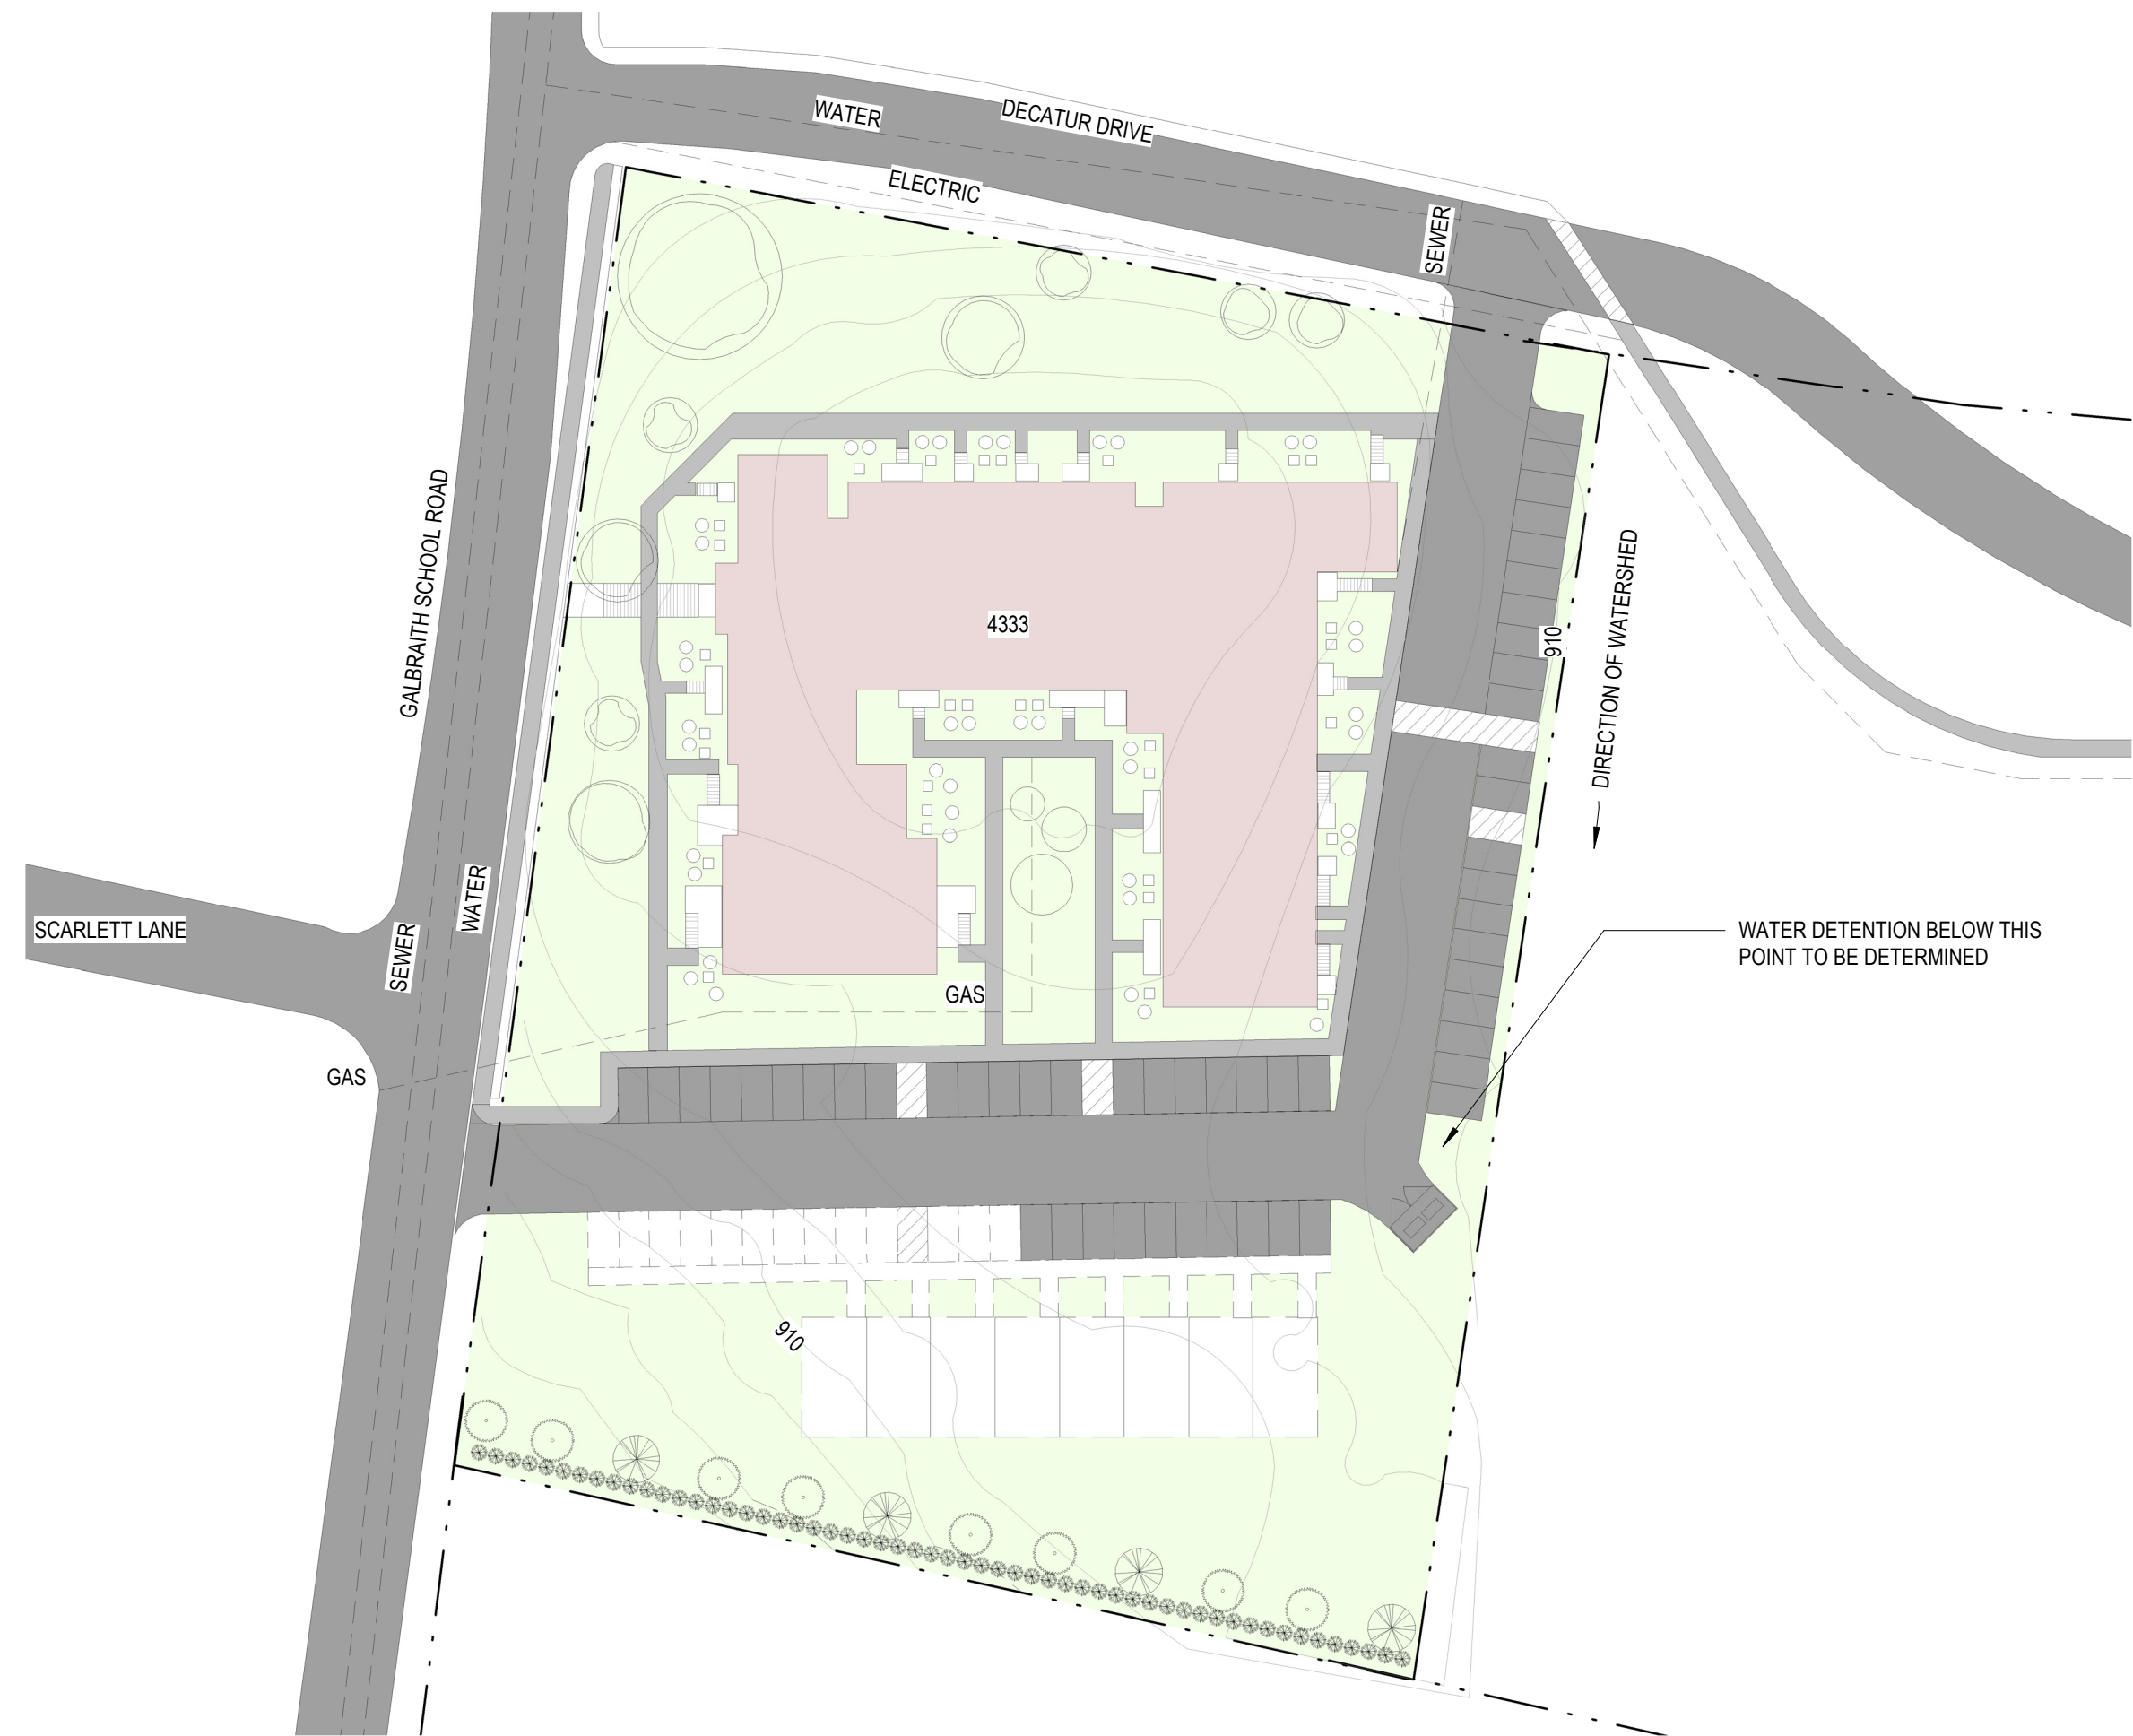 WATER
DECATUR DRIVE
ELECTRIC
SEWER
GALBRAITH SCHOOL ROAD
4333
910
DIRECTION OF WATERSHED
WATER
SCARLETT LANE
SEWER
WATER DETENTION BELOW THIS
POINT TO BE DETERMINED
GAS
GAS
910